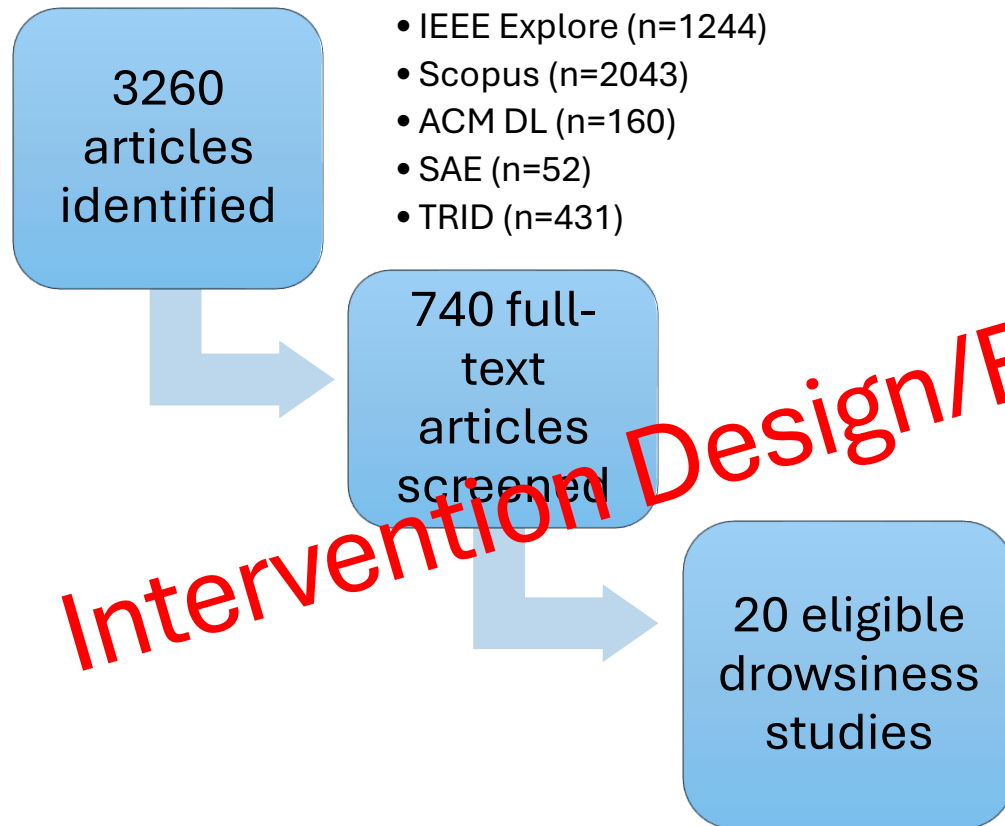 3260
articles
identified
• IEEE Explore (n=1244)
• Scopus (n=2043)
• ACM DL (n=160)
• SAE (n=52)
• TRID (n=431)
740 full-
text
articles
screened
Intervention Design/
20 eligible
drowsiness
studies